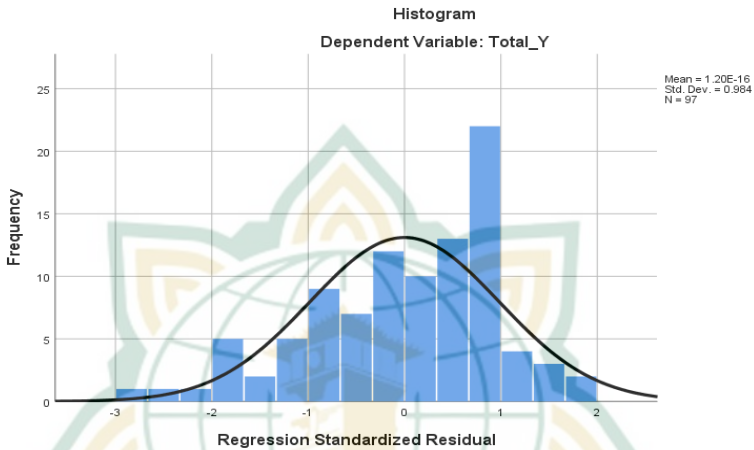 Histogram
Dependent Variable: Total_Y
Mean = 1.20E-16
Std. Dev. = 0.984
N = 97
25
20
15
10
5
0
Frequency
-3 -2 -1 0 1 2
Regression Standardized Residual